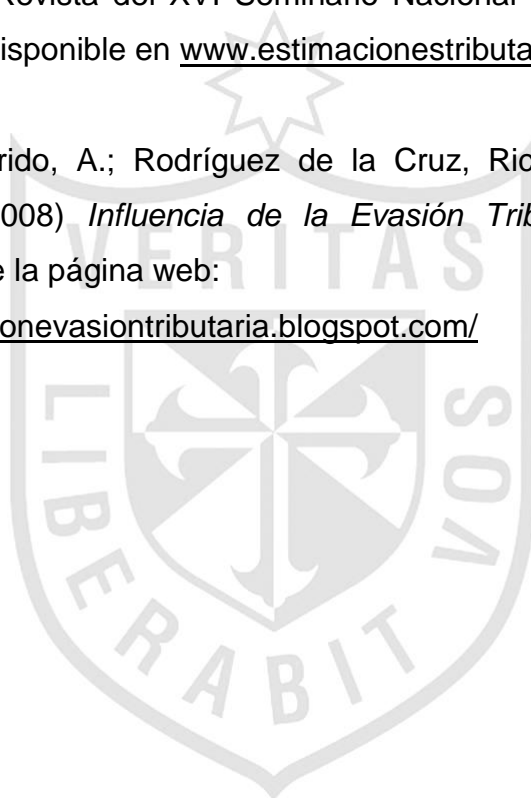 Revista del XVI Seminario Nacional
isponible en www.estimacionestributa
rido, A.; Rodríguez de la Cruz, Ric
008) Influencia de la Evasión Trib
e la página web:
onevasiontributaria.blogspot.com/
VERITAS
LIBERABIT
VOS